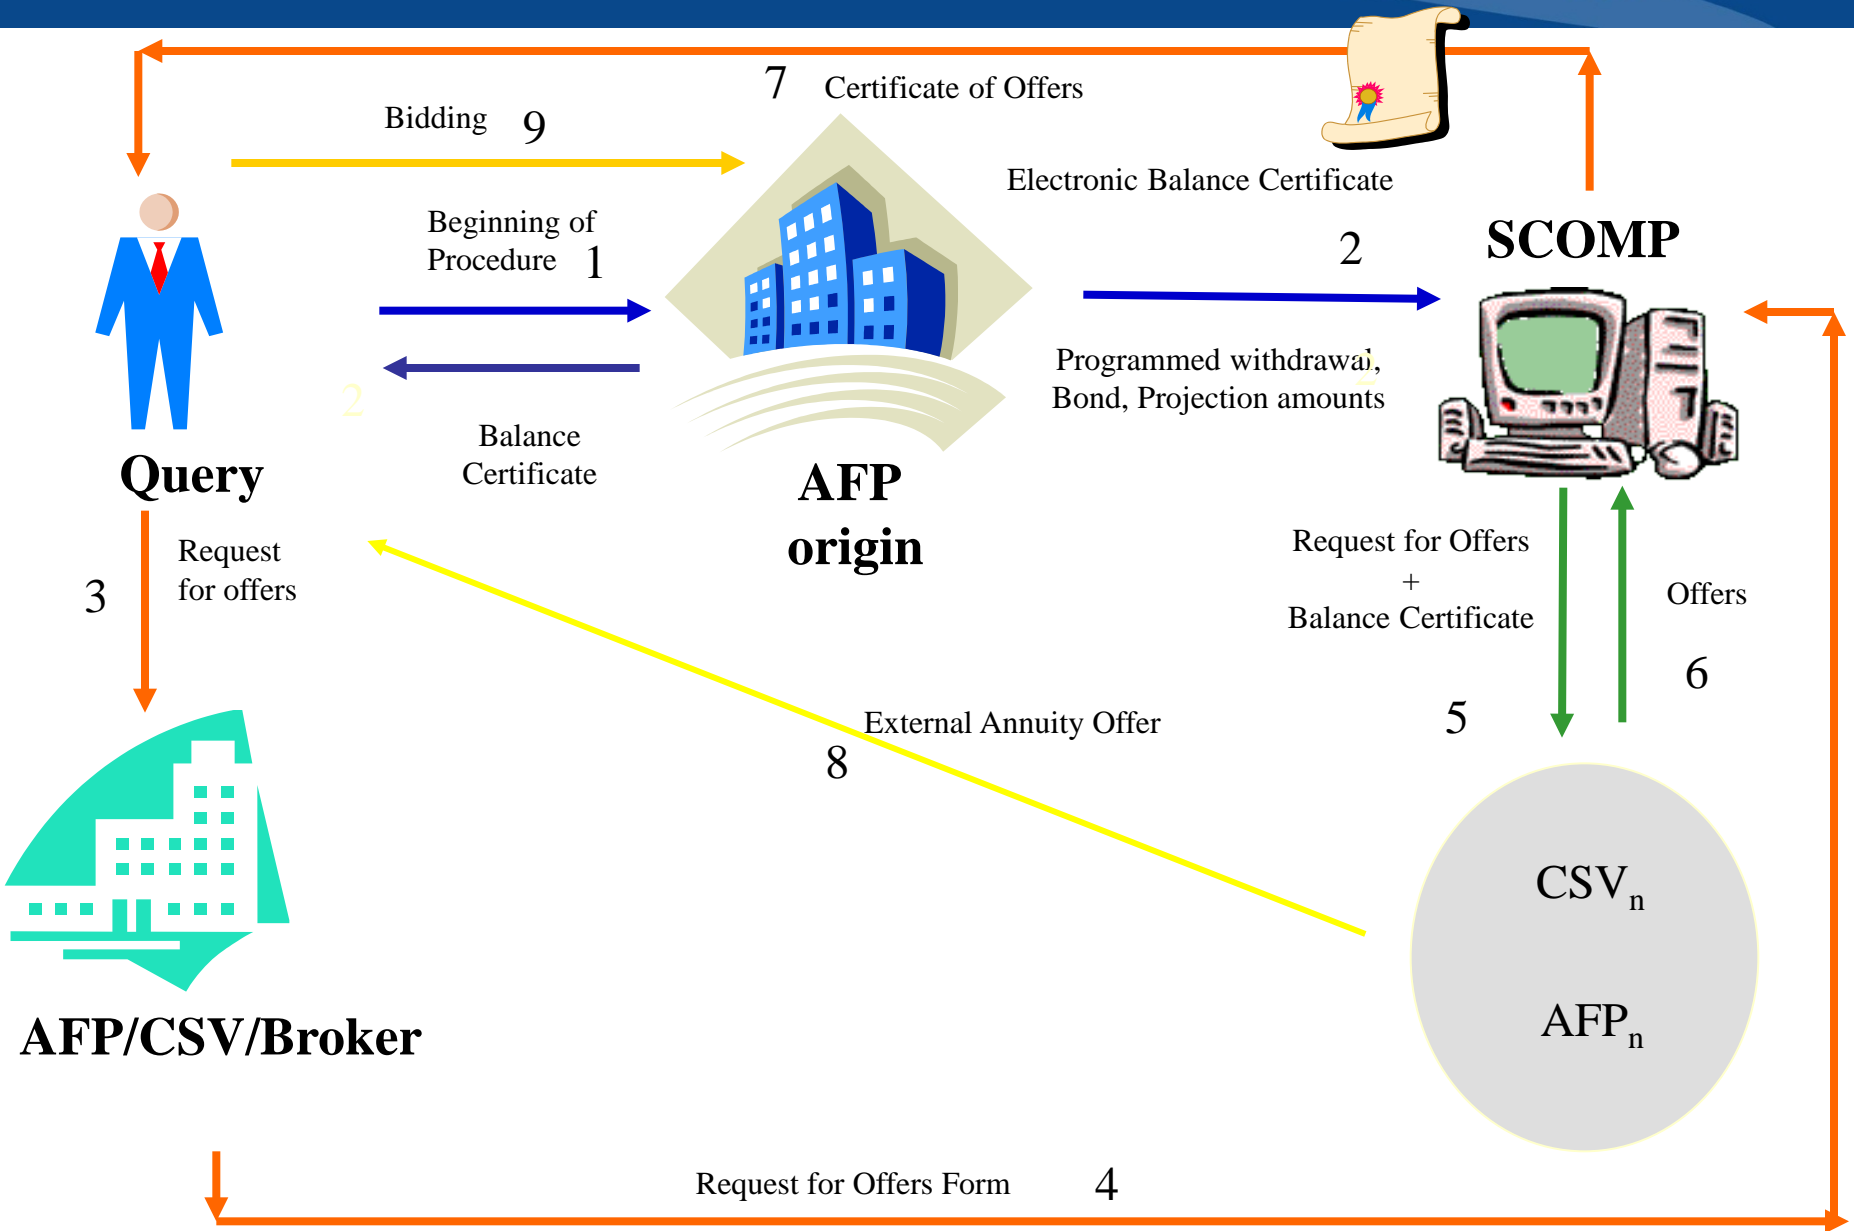 7 Certificate of Offers
Bidding 9
Electronic Balance Certificate
Beginning of
Procedure 1
2
SCOMP
Programmed withdrawal,
2
Bond, Projection amounts
2
Balance
Certificate
Query
AFP
origin
Request
for offers
3
Request for Offers
+
Balance Certificate
Offers
6
5
External Annuity Offer
8
CSVn
AFPn
AFP/CSV/Broker
Request for Offers Form 4